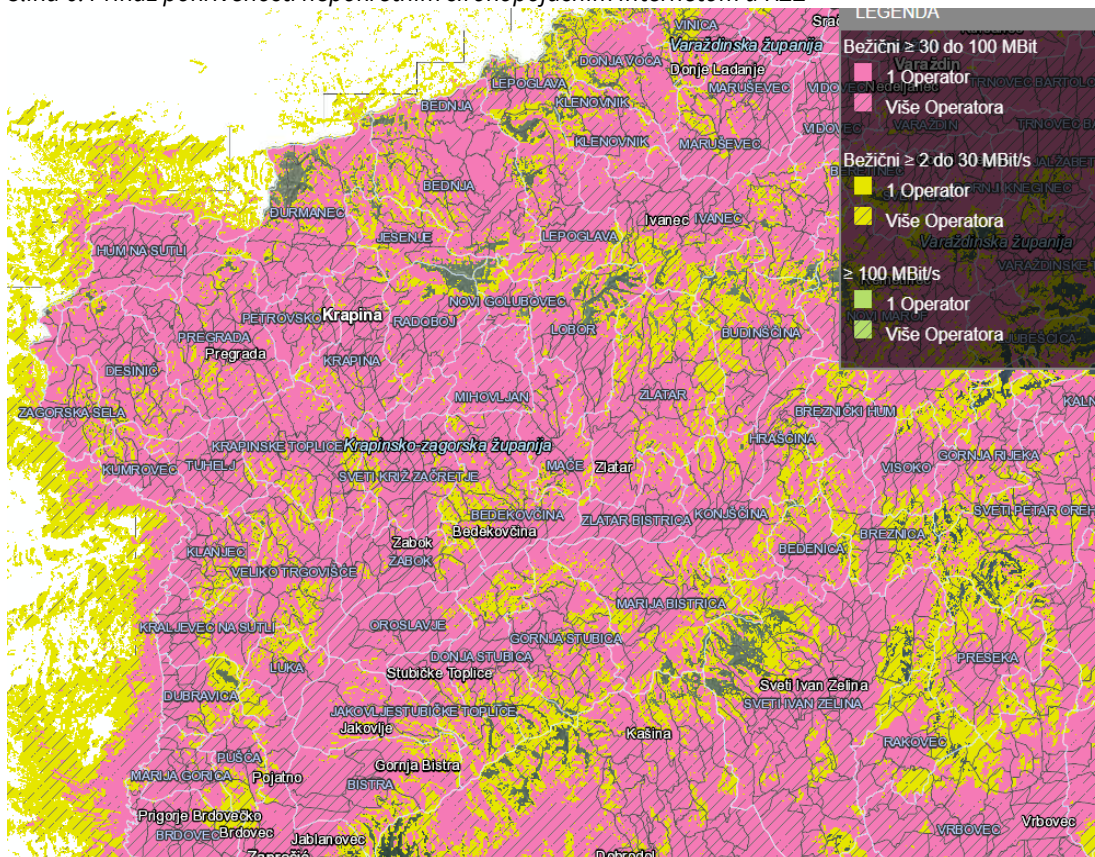 LEGENDA
Bežični ≥ 30 do 100 MBit
1 Operator
Više Operatora
Bežični ≥ 2 do 30 MBit/s
1 Operator
Više Operatora
≥ 100 MBit/s
1 Operator
Više Operatora
VINICA
Varaždinska županija
DONJA VOĆA
Donje Ladanje
Varaždin
LEPOGLAVA
MARUŠEVEC
BEDNJA
KLENOVNIK
VARAŽDIN
KLENOVNIK
MARUŠEVEC
VIDOVEC
BEDNJA
ĐURMANEC
Ivanec
IVANEC
JESENJE
LEPOGLAVA
Varaždinska županija
HUM NA SUTLI
NOVI GOLUBOVEC
PETROVSKO
Krapina
RADOBOJ
LOBOR
BUDINŠĆINA
NOVI MAROF
PREGRADA
Pregrada
KRAPINA
DESINIĆ
MIHOVLJAN
ZLATAR
ZAGORSKA SELA
BREZNIČKI HUM
KRAPINSKE TOPLICE
Krapinsko-zagorska županija
HRAŠĆINA
KUMROVEC
TUHELJ
SVETI KRIŽ ZAČRETJE
MAČE
Zlatar
VISOKO
GORNJA RIJEKA
BEDEKOVČINA
ZLATAR BISTRICA
KONJŠČINA
SVETI PETAR OREH
Bedekovčina
BREZNICA
Zabok
ZABOK
BEDENICA
KLANJEC
VELIKO TRGOVIŠĆE
MARIJA BISTRICA
KRALJEVEC NA SUTLI
OROSLAVJE
GORNJA STUBICA
DONJA STUBICA
PRESEKA
LUKA
Stubičke Toplice
Sveti Ivan Zelina
DUBRAVICA
SVETI IVAN ZELINA
JAKOVLJE
STUBIČKE TOPLICE
Jakovlje
Kašina
RAKOVEC
PUŠĆA
Gornja Bistra
MARIJA GORICA
Pojatno
BISTRA
Prigorje Brdovečko
BRDOVEC
Brdovec
Jablanovec
VRBOVEC
Vrbovec